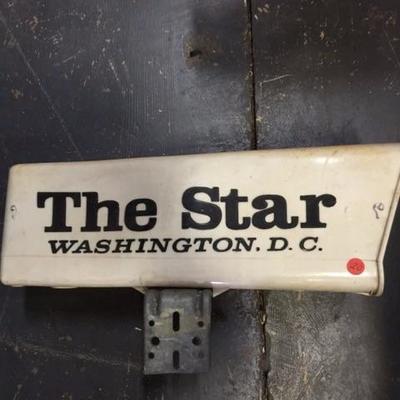 The Star
WASHINGTON, D.C.